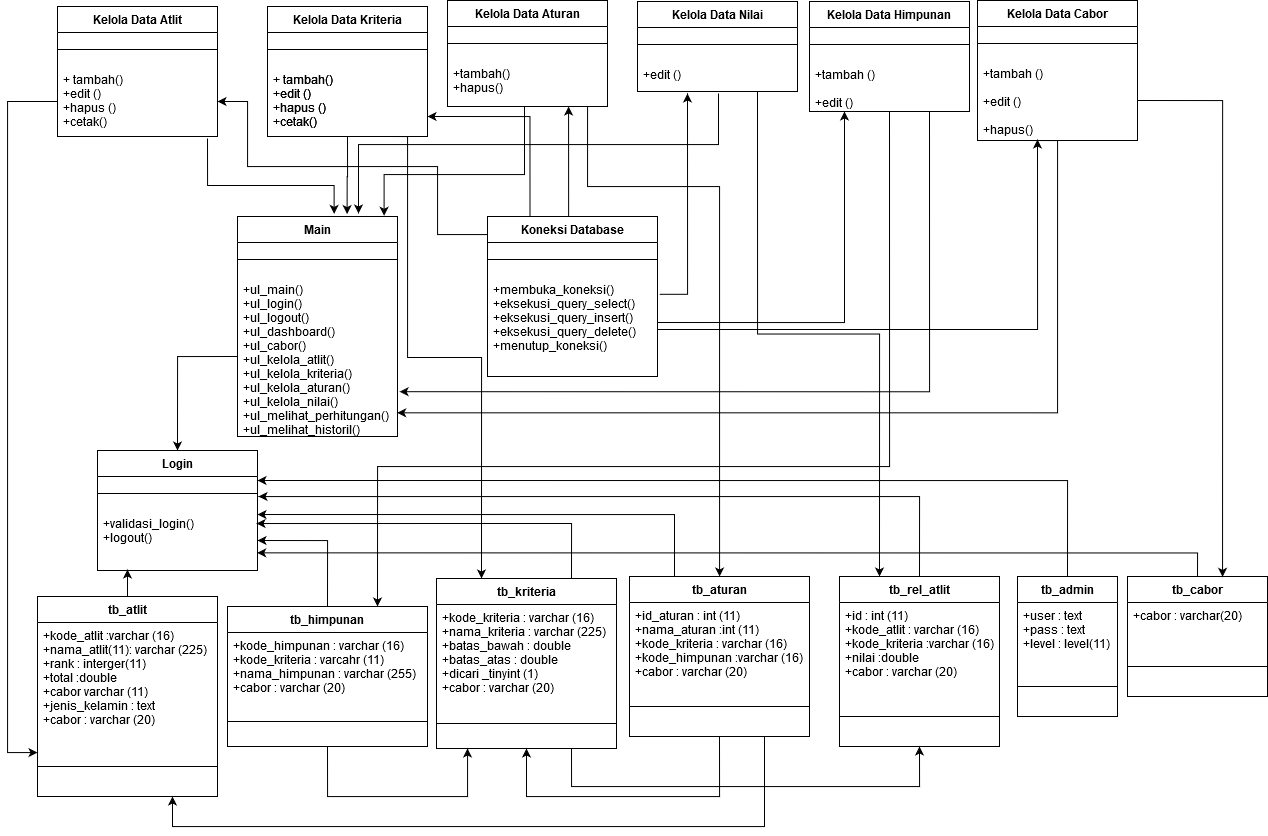 Kelola Data Atlit
+ tambah()
+edit ()
+hapus ()
+cetak()
Kelola Data Kriteria
+ tambah()
+edit ()
+hapus ()
+cetak()
Kelola Data Aturan
+tambah()
+hapus()
Kelola Data Nilai
+edit ()
Kelola Data Himpunan
+tambah ()
+edit ()
Kelola Data Cabor
+tambah ()
+edit ()
+hapus()
Main
+ul_main()
+ul_login()
+ul_logout()
+ul_dashboard()
+ul_cabor()
+ul_kelola_atlit()
+ul_kelola_kriteria()
+ul_kelola_aturan()
+ul_kelola_nilai()
+ul_melihat_perhitungan()
+ul_melihat_historil()
Koneksi Database
+membuka_koneksi()
+eksekusi_query_select()
+eksekusi_query_insert()
+eksekusi_query_delete()
+menutup_koneksi()
Login
+validasi_login()
+logout()
tb_atlit
+kode_atlit :varchar (16)
+nama_atlit(11): varchar (225)
+rank : interger(11)
+total :double
+cabor varchar (11)
+jenis_kelamin : text
+cabor : varchar (20)
tb_himpunan
+kode_himpunan : varchar (16)
+kode_kriteria : varcahr (11)
+nama_himpunan : varchar (255)
+cabor : varchar (20)
tb_kriteria
+kode_kriteria : varchar (16)
+nama_kriteria : varchar (225)
+batas_bawah : double
+batas_atas : double
+dicari _tinyint (1)
+cabor : varchar (20)
tb_aturan
+id_aturan : int (11)
+nama_aturan :int (11)
+kode_kriteria : varchar (16)
+kode_himpunan :varchar (16)
+cabor : varchar (20)
tb_rel_atlit
+id : int (11)
+kode_atlit : varchar (16)
+kode_kriteria : varchar (16)
+nilai :double
+cabor : varchar (20)
tb_admin
+user : text
+pass : text
+level : level(11)
tb_cabor
+cabor : varchar(20)